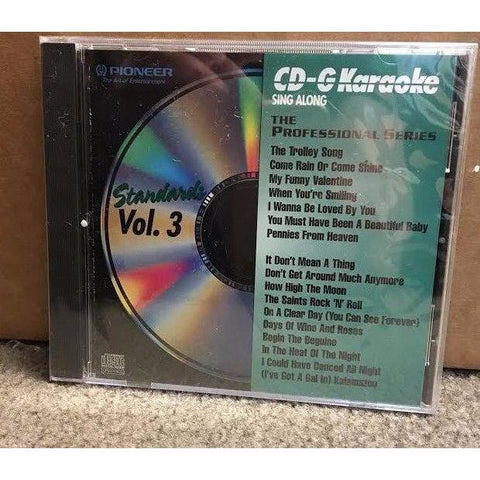 PIONEER
The Art of Entertainment
Standards
Vol. 3
CD-G Karaoke
SING ALONG
THE
PROFESSIONAL SERIES
The Trolley Song
Come Rain Or Come Shine
My Funny Valentine
When You're Smiling
I Wanna Be Loved By You
You Must Have Been A Beautiful Baby
Pennies From Heaven
It Don't Mean A Thing
Don't Get Around Much Anymore
How High The Moon
The Saints Rock 'N' Roll
On A Clear Day (You Can See Forever)
Days Of Wine And Roses
Begin The Beguine
In The Heat Of The Night
I Could Have Danced All Night
(I've Got A Gal In) Kalamazoo